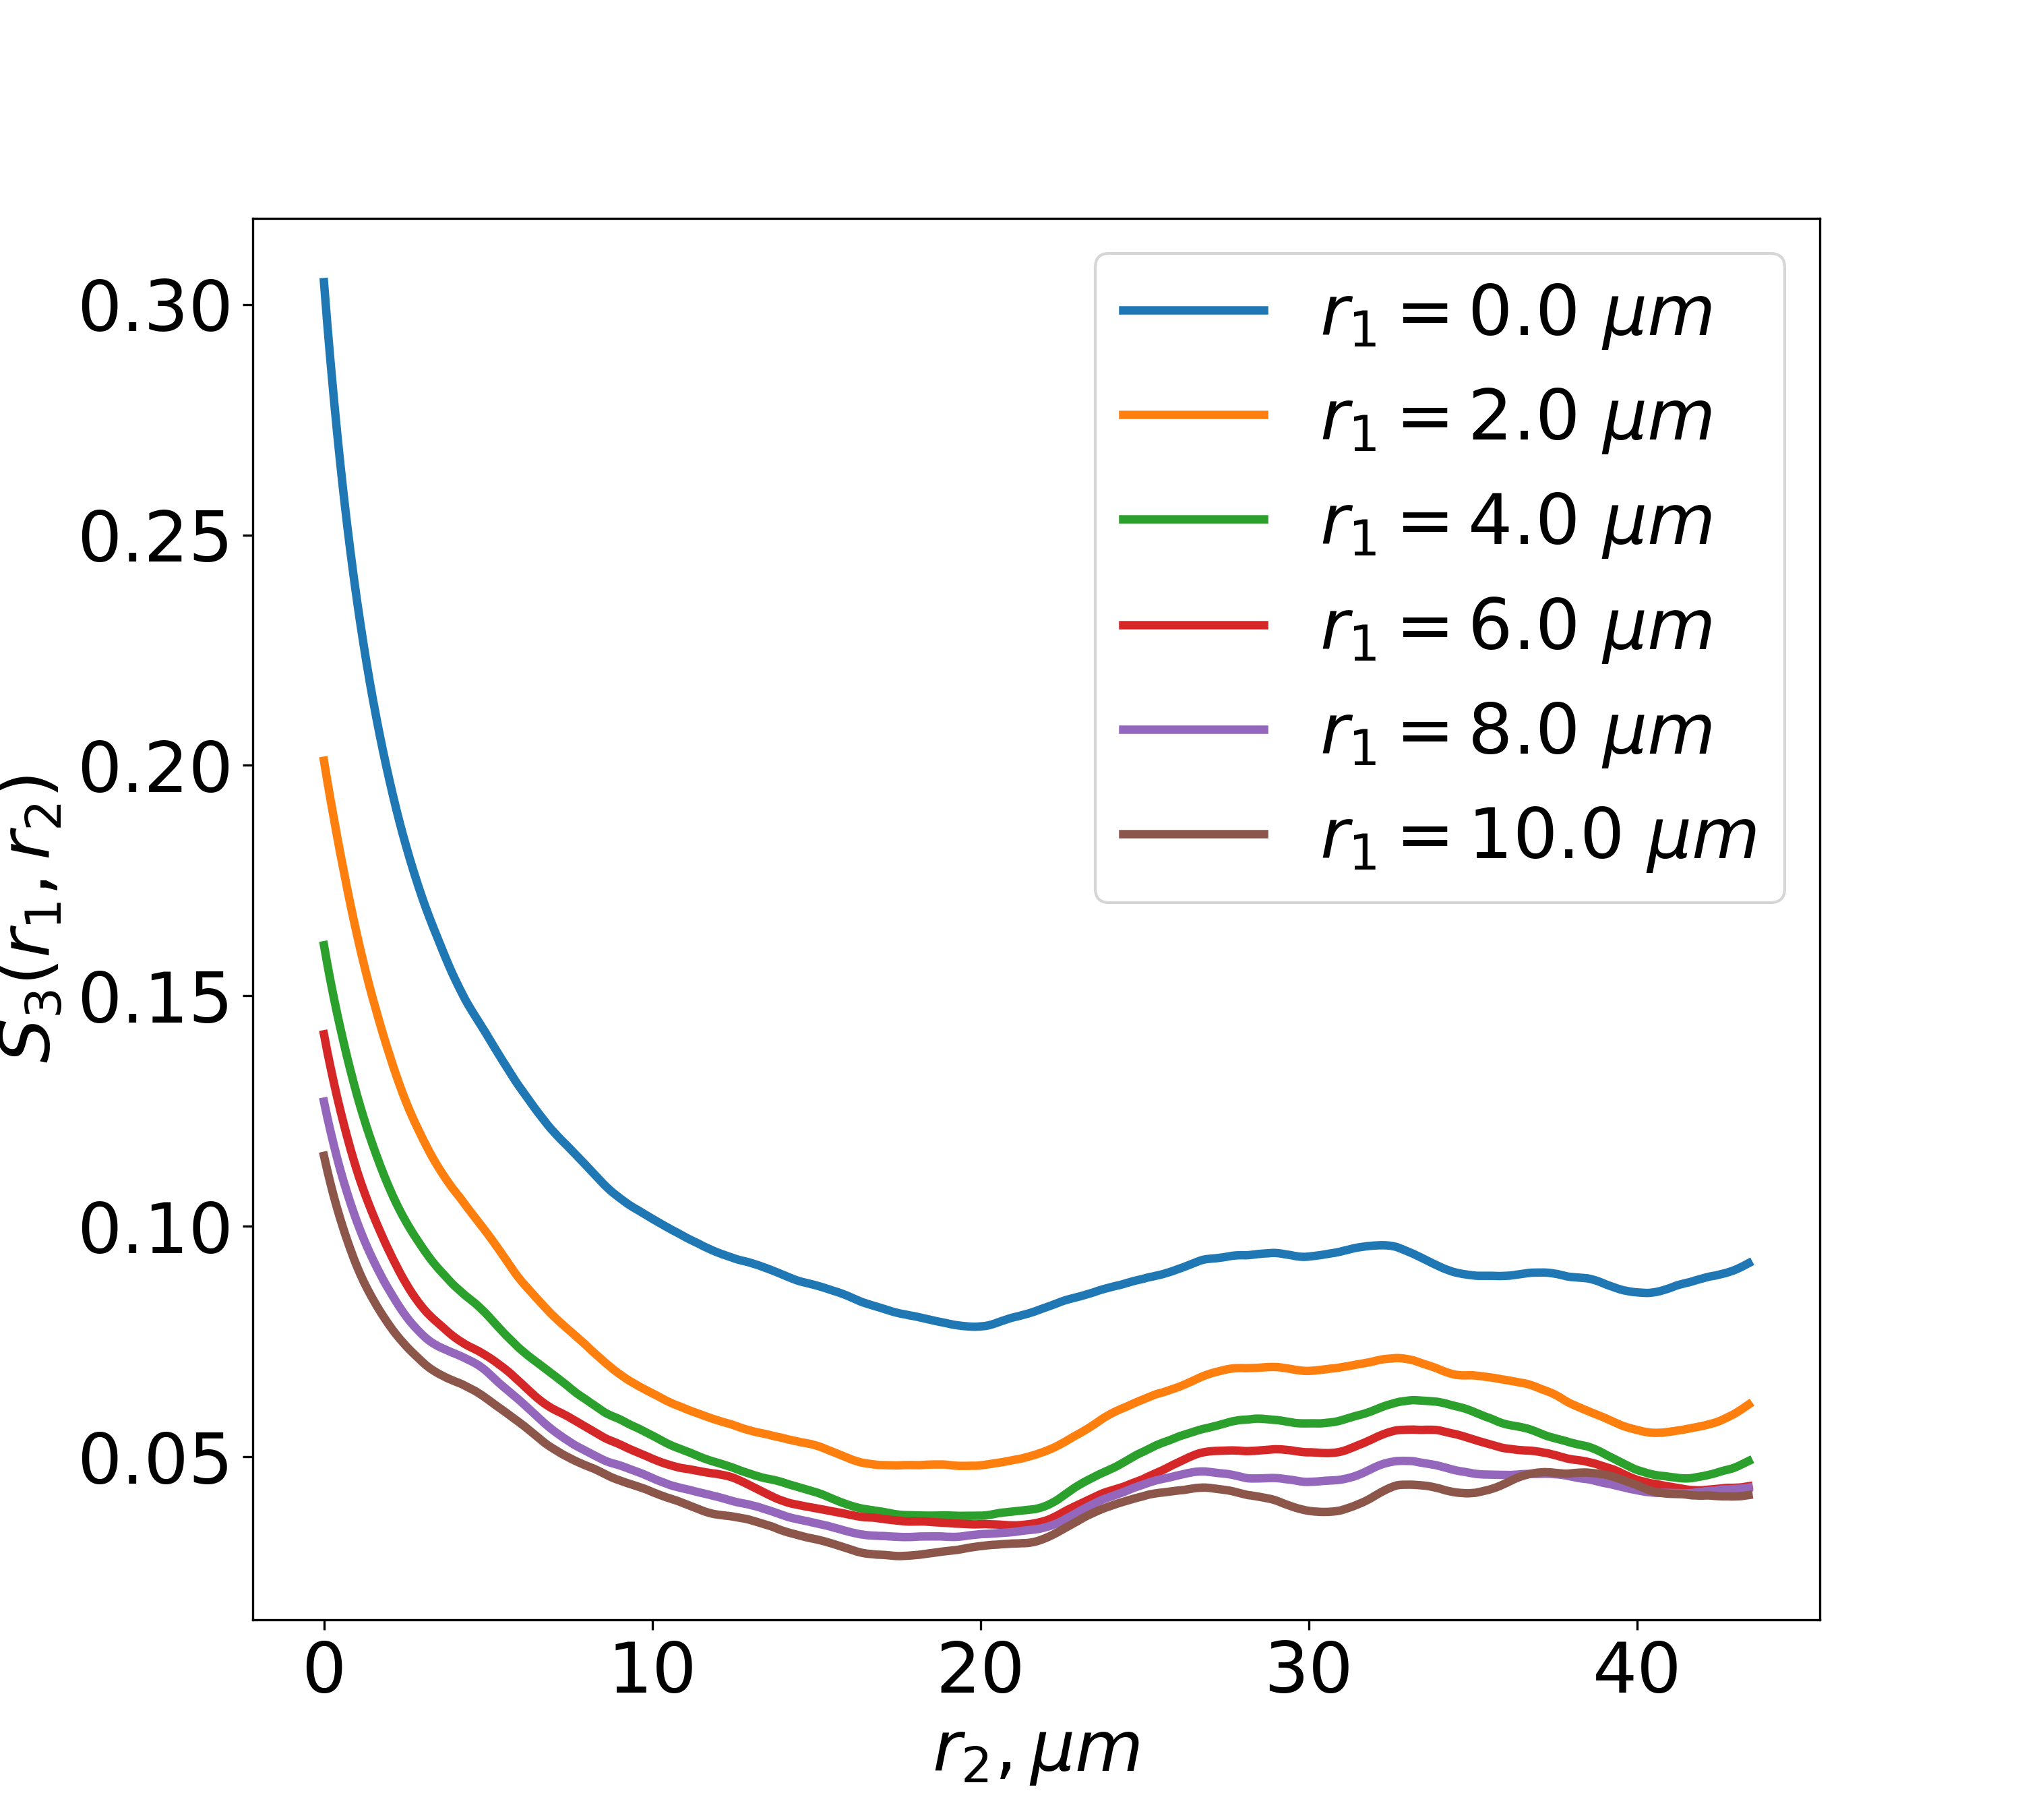 0.30
0.25
0.20
0.15
0.10
0.05
S₃(r₁, r₂)
r₁ = 0.0 μm
r₁ = 2.0 μm
r₁ = 4.0 μm
r₁ = 6.0 μm
r₁ = 8.0 μm
r₁ = 10.0 μm
0 10 20 30 40
r₂, μm